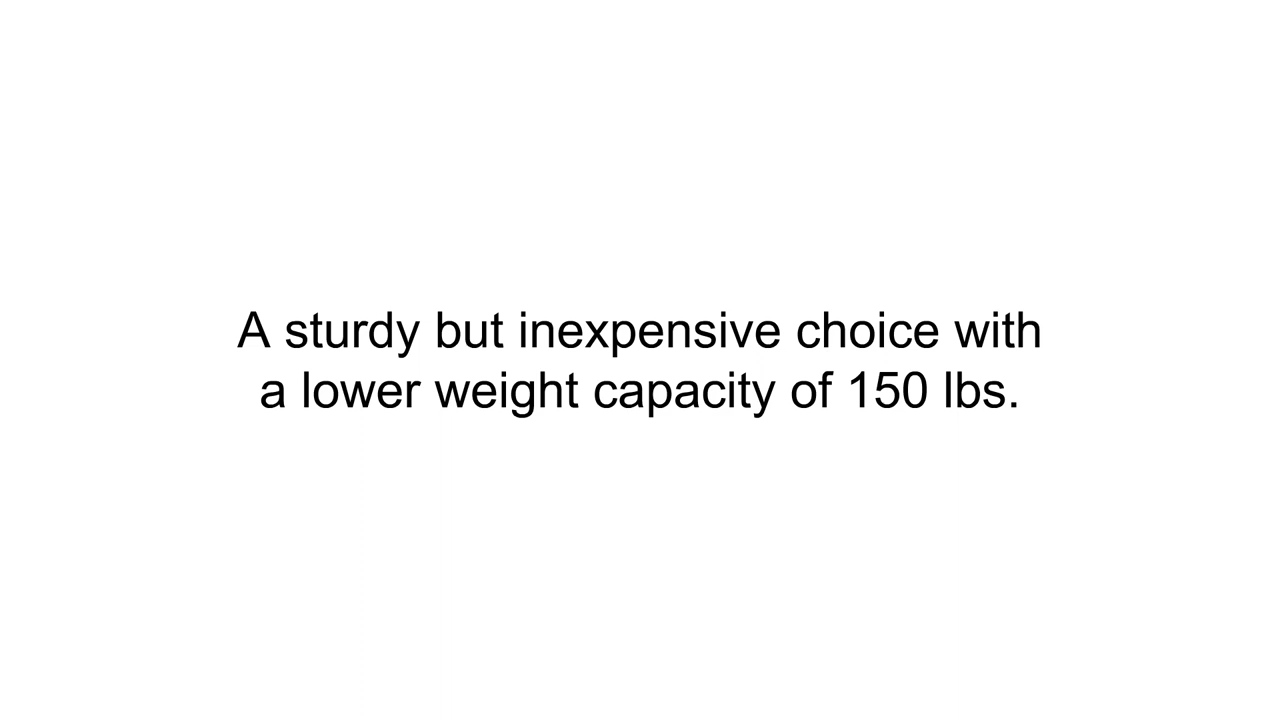 A sturdy but inexpensive choice with
a lower weight capacity of 150 lbs.